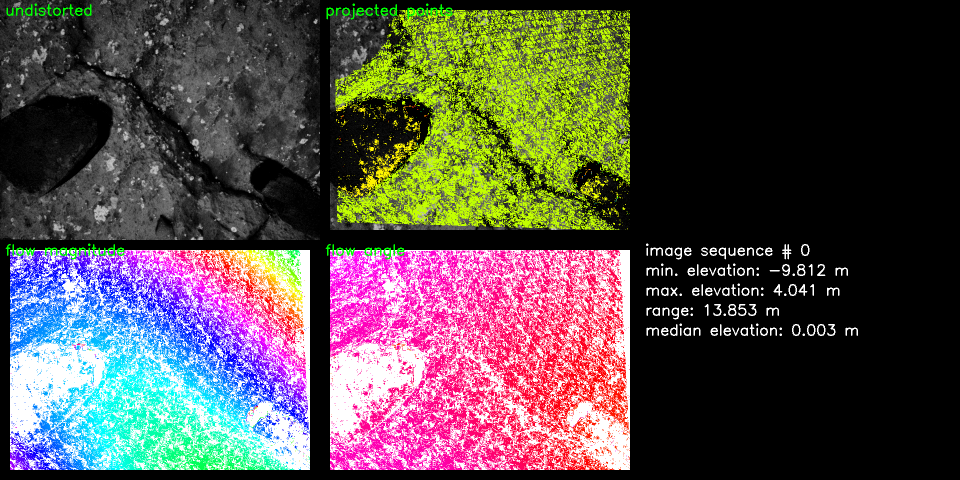 undistorted
projected points
flow magnitude
flow angle
image sequence # 0
min. elevation: -9.812 m
max. elevation: 4.041 m
range: 13.853 m
median elevation: 0.003 m